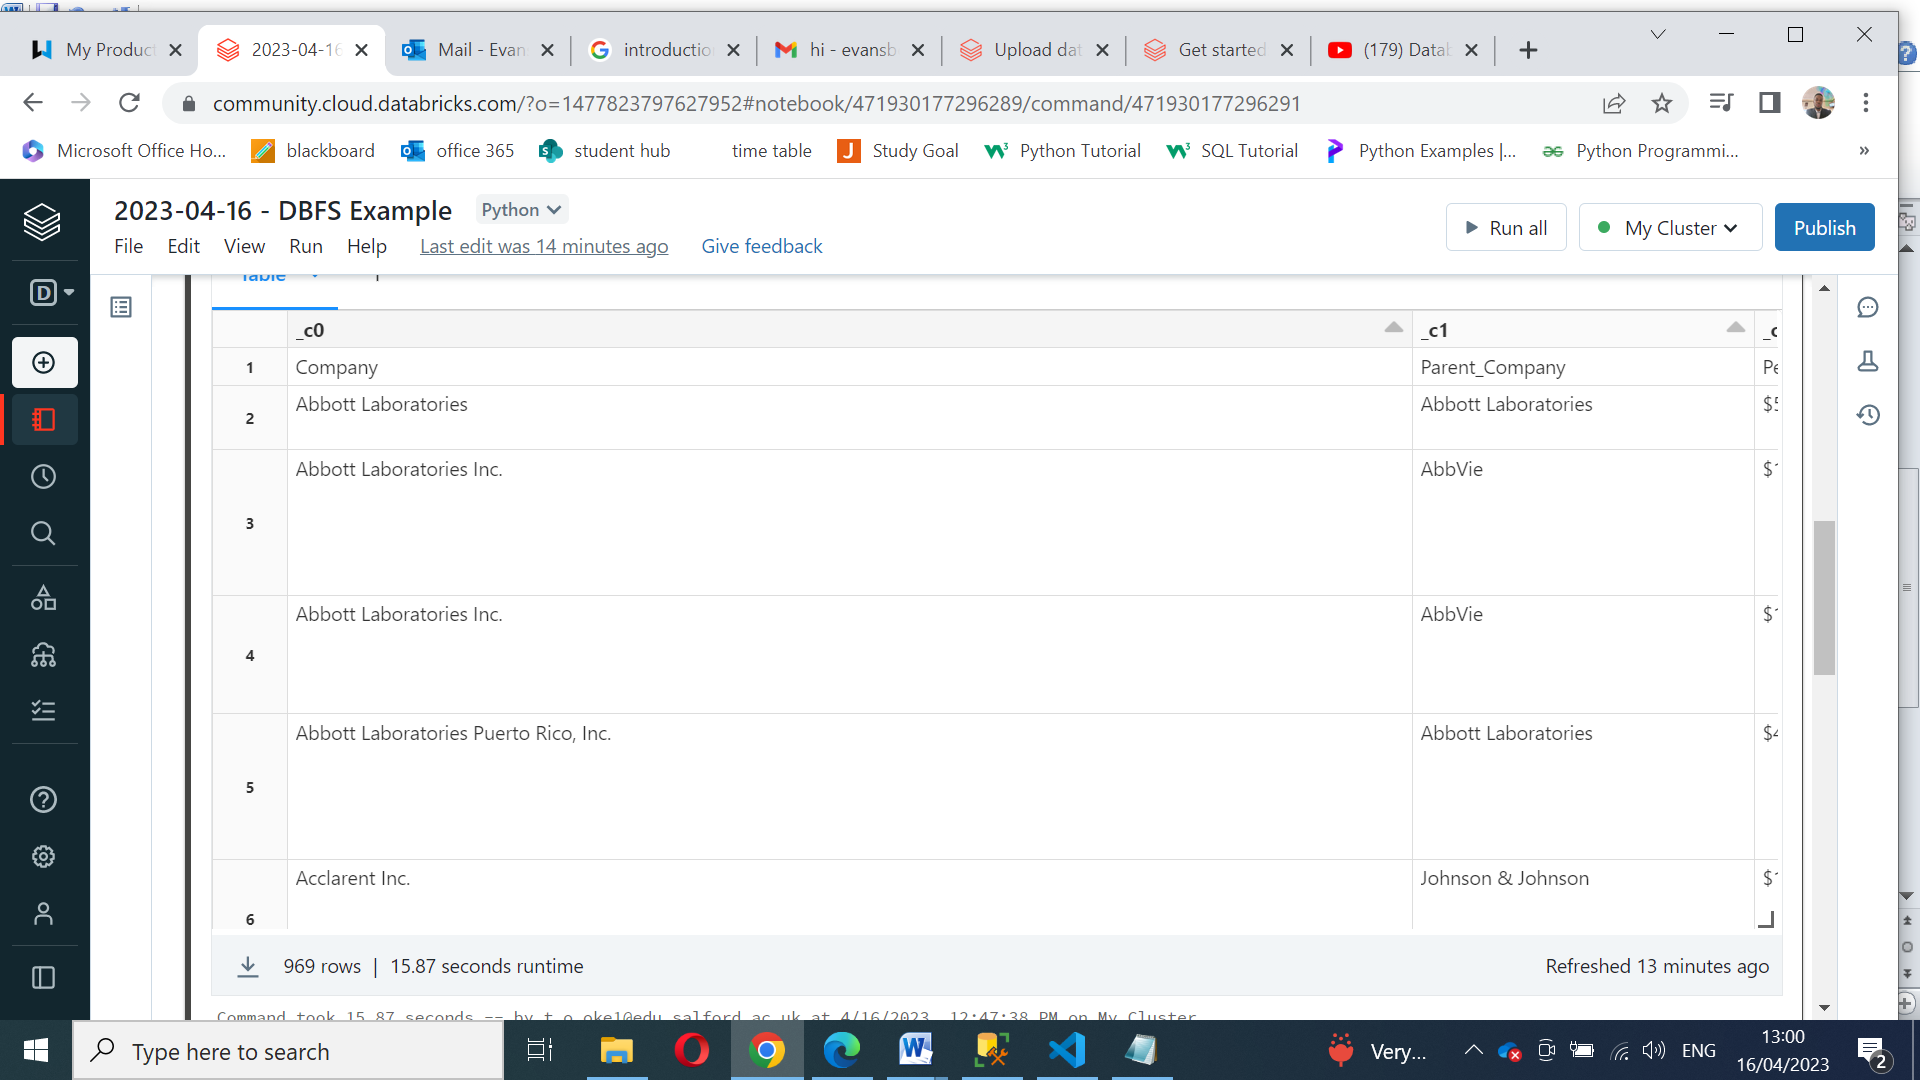 My Produc
2023-04-16
Mail - Evan
introductio
hi - evansb
Upload dat
Get started
(179) Datab
community.cloud.databricks.com/?o=1477823797627952#notebook/471930177296289/command/471930177296291
Microsoft Office Ho...
blackboard
office 365
student hub
time table
Study Goal
Python Tutorial
SQL Tutorial
Python Examples |...
Python Programmi...
»
2023-04-16 - DBFS Example
Python
File Edit View Run Help Last edit was 14 minutes ago Give feedback
Run all
My Cluster
Publish
D
Table
_c0 _c1 _c
1 Company Parent_Company Pe
2 Abbott Laboratories Abbott Laboratories $5
3 Abbott Laboratories Inc. AbbVie $1
4 Abbott Laboratories Inc. AbbVie $1
5 Abbott Laboratories Puerto Rico, Inc. Abbott Laboratories $4
6 Acclarent Inc. Johnson & Johnson $1
969 rows | 15.87 seconds runtime
Refreshed 13 minutes ago
Command took 15.87 seconds -- by t.o.oke1@edu.salford.ac.uk at 4/16/2023, 12:47:38 PM on My Cluster
Type here to search
Very...
ENG
13:00
16/04/2023
2